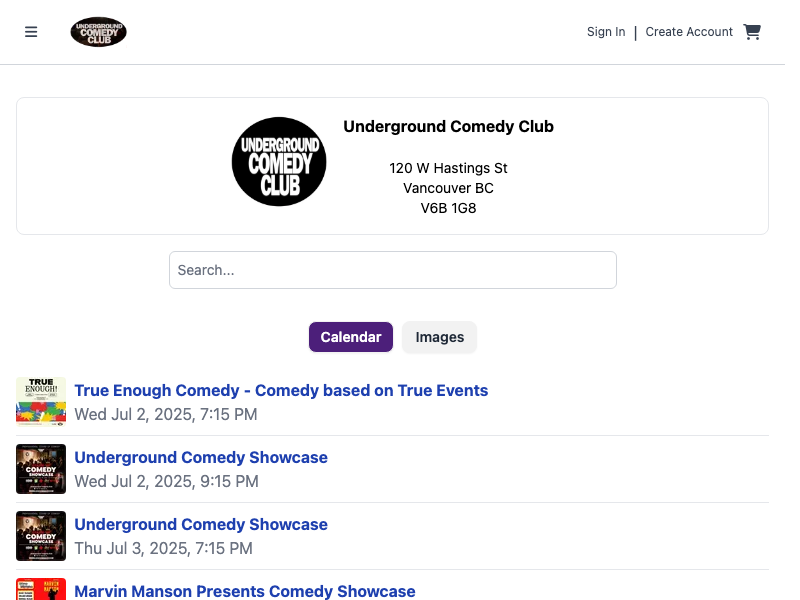 UNDERGROUND
COMEDY
CLUB
Sign In | Create Account
UNDERGROUND
COMEDY
CLUB
Underground Comedy Club
120 W Hastings St
Vancouver BC
V6B 1G8
Search...
Calendar
Images
TRUE
ENOUGH!
True Enough Comedy - Comedy based on True Events
Wed Jul 2, 2025, 7:15 PM
COMEDY
SHOWCASE
Underground Comedy Showcase
Wed Jul 2, 2025, 9:15 PM
COMEDY
SHOWCASE
Underground Comedy Showcase
Thu Jul 3, 2025, 7:15 PM
Marvin Manson Presents Comedy Showcase